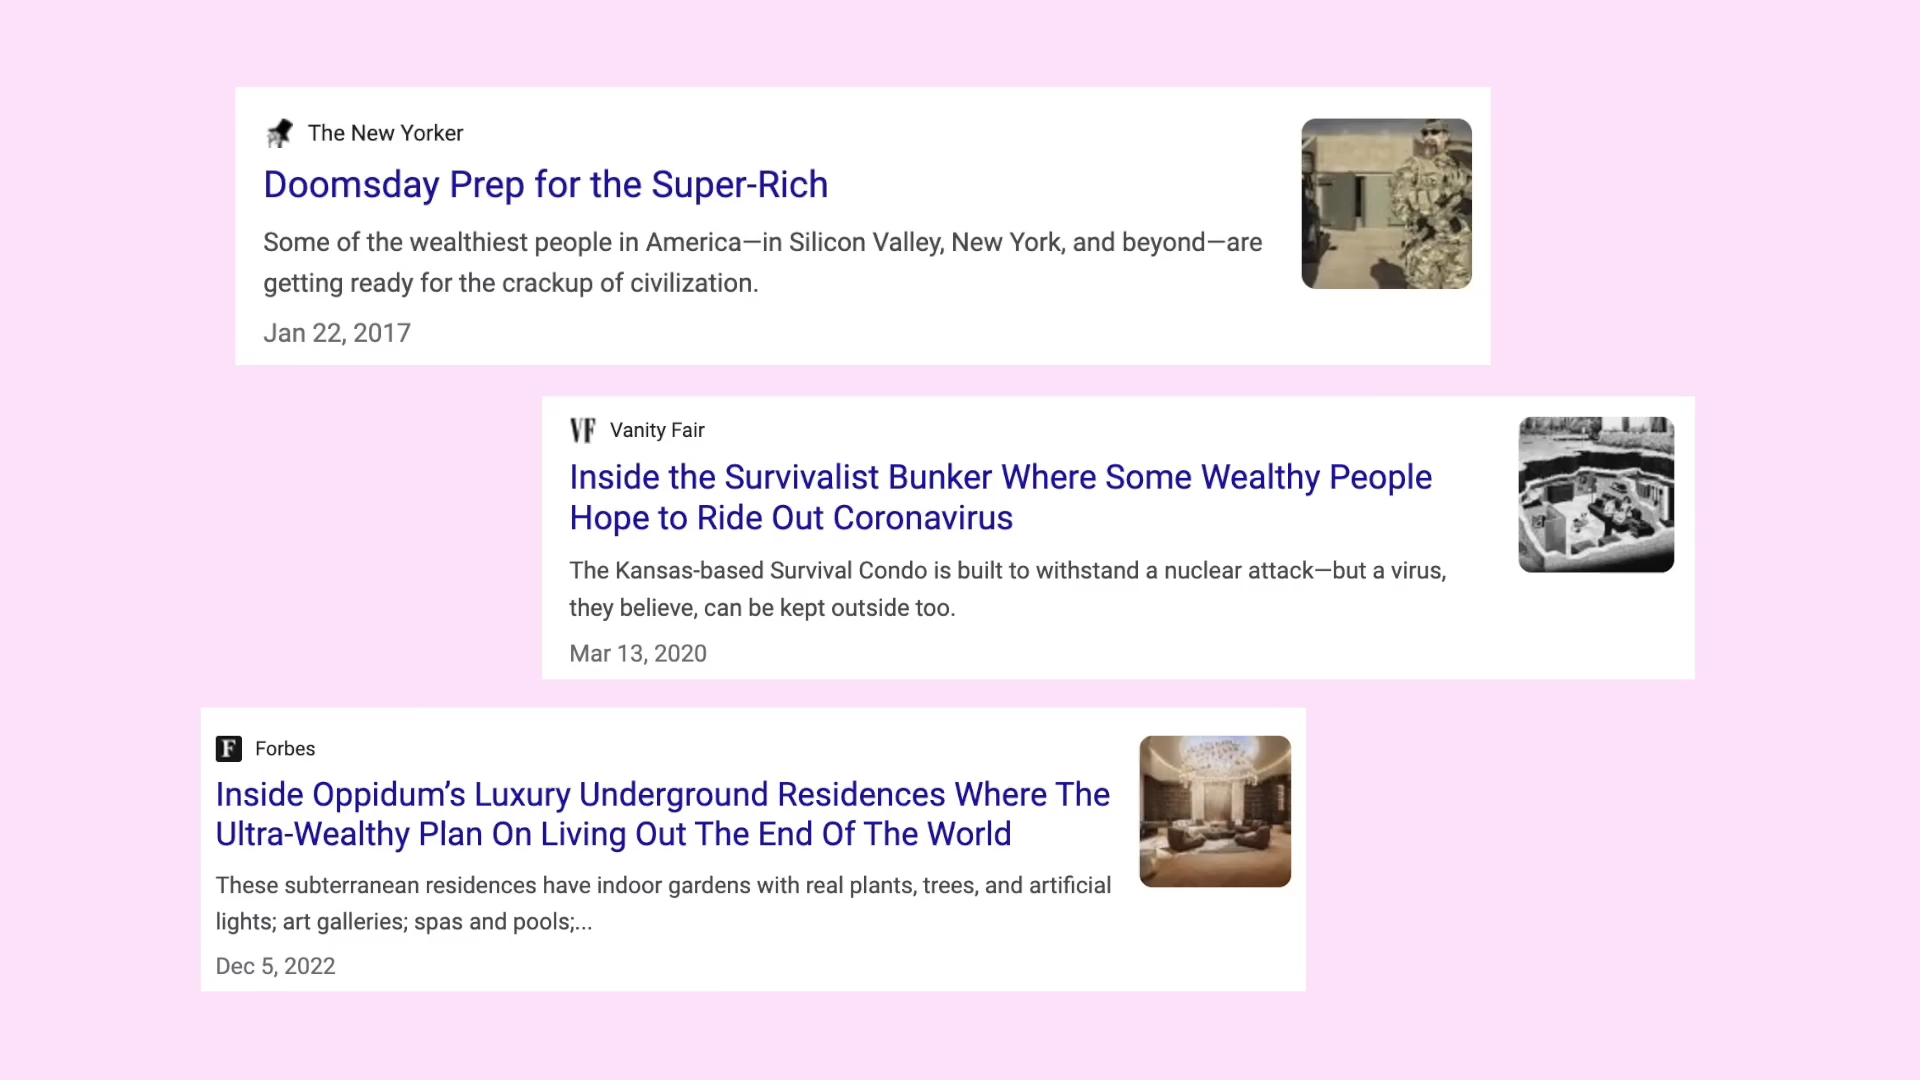 The New Yorker
Doomsday Prep for the Super-Rich
Some of the wealthiest people in America—in Silicon Valley, New York, and beyond—are
getting ready for the crackup of civilization.
Jan 22, 2017
VF Vanity Fair
Inside the Survivalist Bunker Where Some Wealthy People
Hope to Ride Out Coronavirus
The Kansas-based Survival Condo is built to withstand a nuclear attack—but a virus,
they believe, can be kept outside too.
Mar 13, 2020
F Forbes
Inside Oppidum’s Luxury Underground Residences Where The
Ultra-Wealthy Plan On Living Out The End Of The World
These subterranean residences have indoor gardens with real plants, trees, and artificial
lights; art galleries; spas and pools;...
Dec 5, 2022